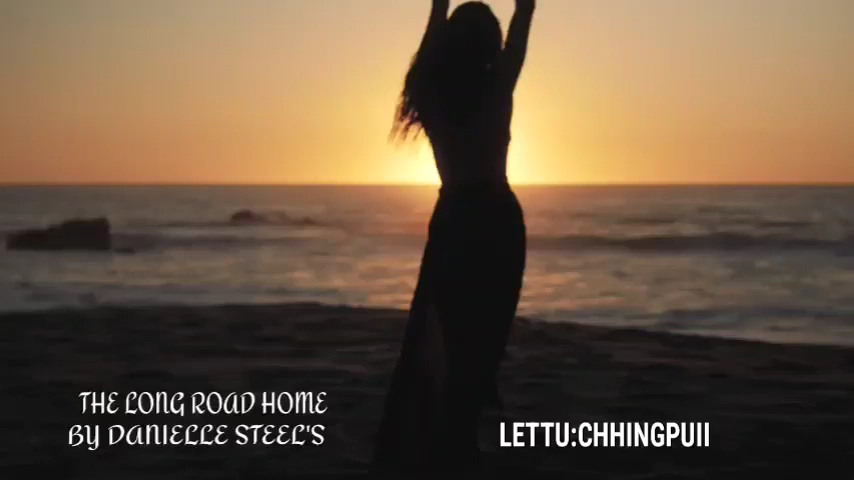 THE LONG ROAD HOME
BY DANIELLE STEEL'S
LETTU:CHHINGPUII